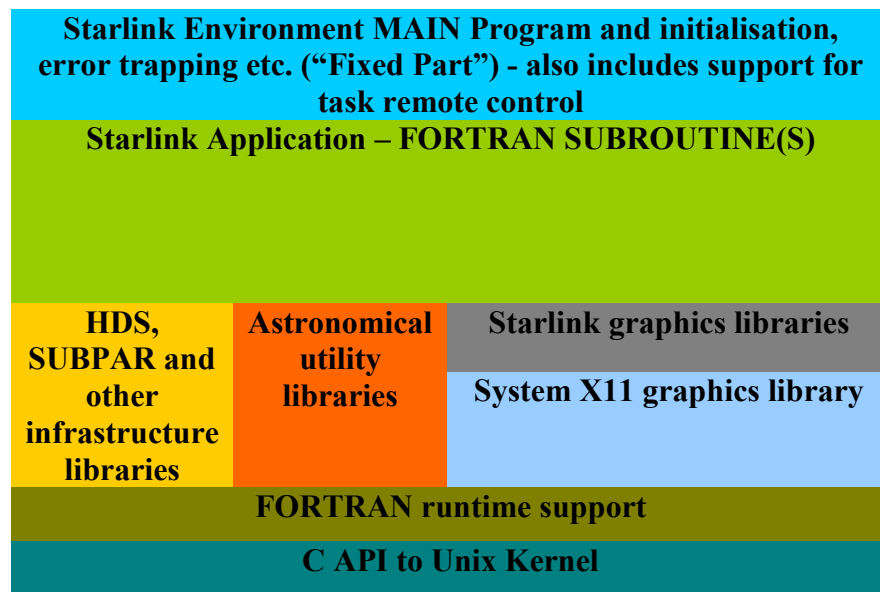 Starlink Environment MAIN Program and initialisation,
error trapping etc. (“Fixed Part”) - also includes support for
task remote control
Starlink Application – FORTRAN SUBROUTINE(S)
HDS,
SUBPAR and
other
infrastructure
libraries
Astronomical
utility
libraries
Starlink graphics libraries
System X11 graphics library
FORTRAN runtime support
C API to Unix Kernel